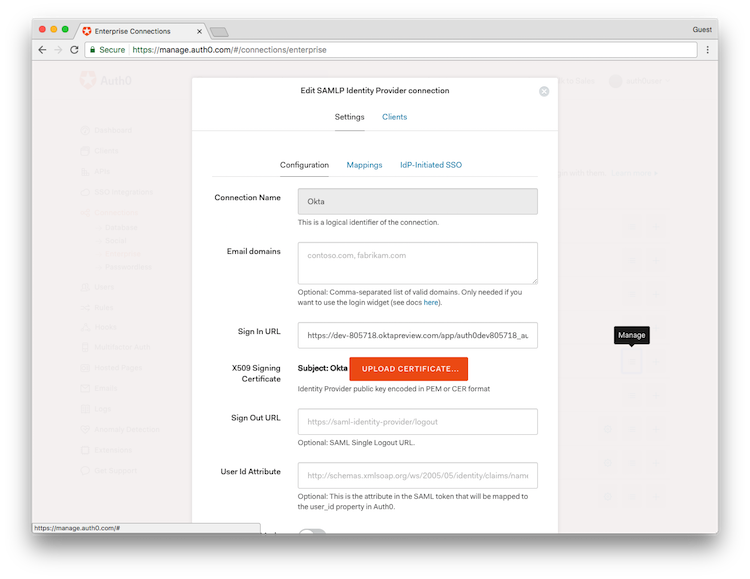 Enterprise Connections
Guest
Secure
https://manage.auth0.com/#/connections/enterprise
Auth0
Edit SAMLP Identity Provider connection
Settings
Clients
Configuration
Mappings
IdP-Initiated SSO
Connection Name
Okta
This is a logical identifier of the connection.
Email domains
contoso.com, fabrikam.com
Optional: Comma-separated list of valid domains. Only needed if you
want to use the login widget (see docs here).
Sign In URL
https://dev-805718.oktapreview.com/app/auth0dev805718_au
Manage
X509 Signing
Certificate
Subject: Okta
UPLOAD CERTIFICATE...
Identity Provider public key encoded in PEM or CER format
Sign Out URL
https://saml-identity-provider/logout
Optional: SAML Single Logout URL.
User Id Attribute
http://schemas.xmlsoap.org/ws/2005/05/identity/claims/name
Optional: This is the attribute in the SAML token that will be mapped to
the user_id property in Auth0.
https://manage.auth0.com/#